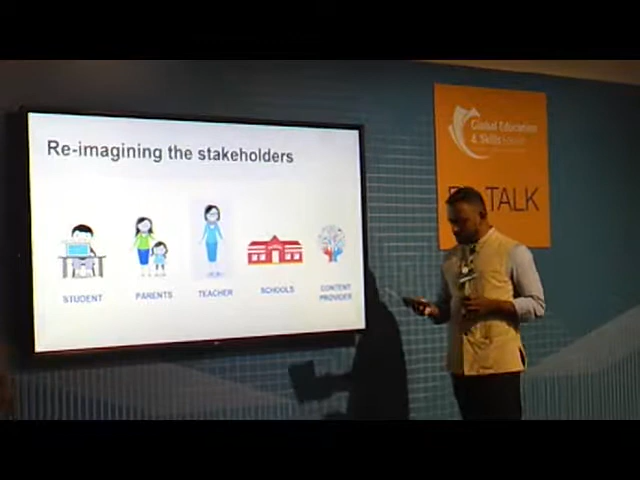 Re-imagining the stakeholders
STUDENT
PARENTS
TEACHER
SCHOOLS
CONTENT
PROVIDER
Global Education
& Skills
TALK